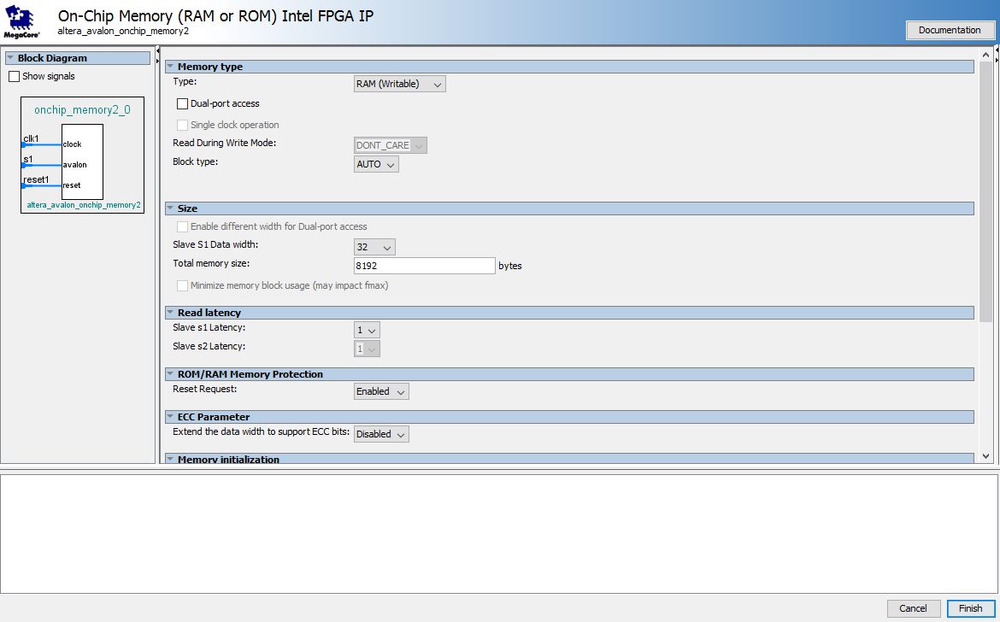 On-Chip Memory (RAM or ROM) Intel FPGA IP
altera_avalon_onchip_memory2
MegaCore®
Documentation
Block Diagram
Show signals
onchip_memory2_0
clk1
clock
s1
avalon
reset1
reset
altera_avalon_onchip_memory2
Memory type
Type: RAM (Writable)
Dual-port access
Single clock operation
Read During Write Mode: DONT_CARE
Block type: AUTO
Size
Enable different width for Dual-port access
Slave S1 Data width: 32
Total memory size: 8192 bytes
Minimize memory block usage (may impact fmax)
Read latency
Slave s1 Latency: 1
Slave s2 Latency: 1
ROM/RAM Memory Protection
Reset Request: Enabled
ECC Parameter
Extend the data width to support ECC bits: Disabled
Memory initialization
Cancel Finish